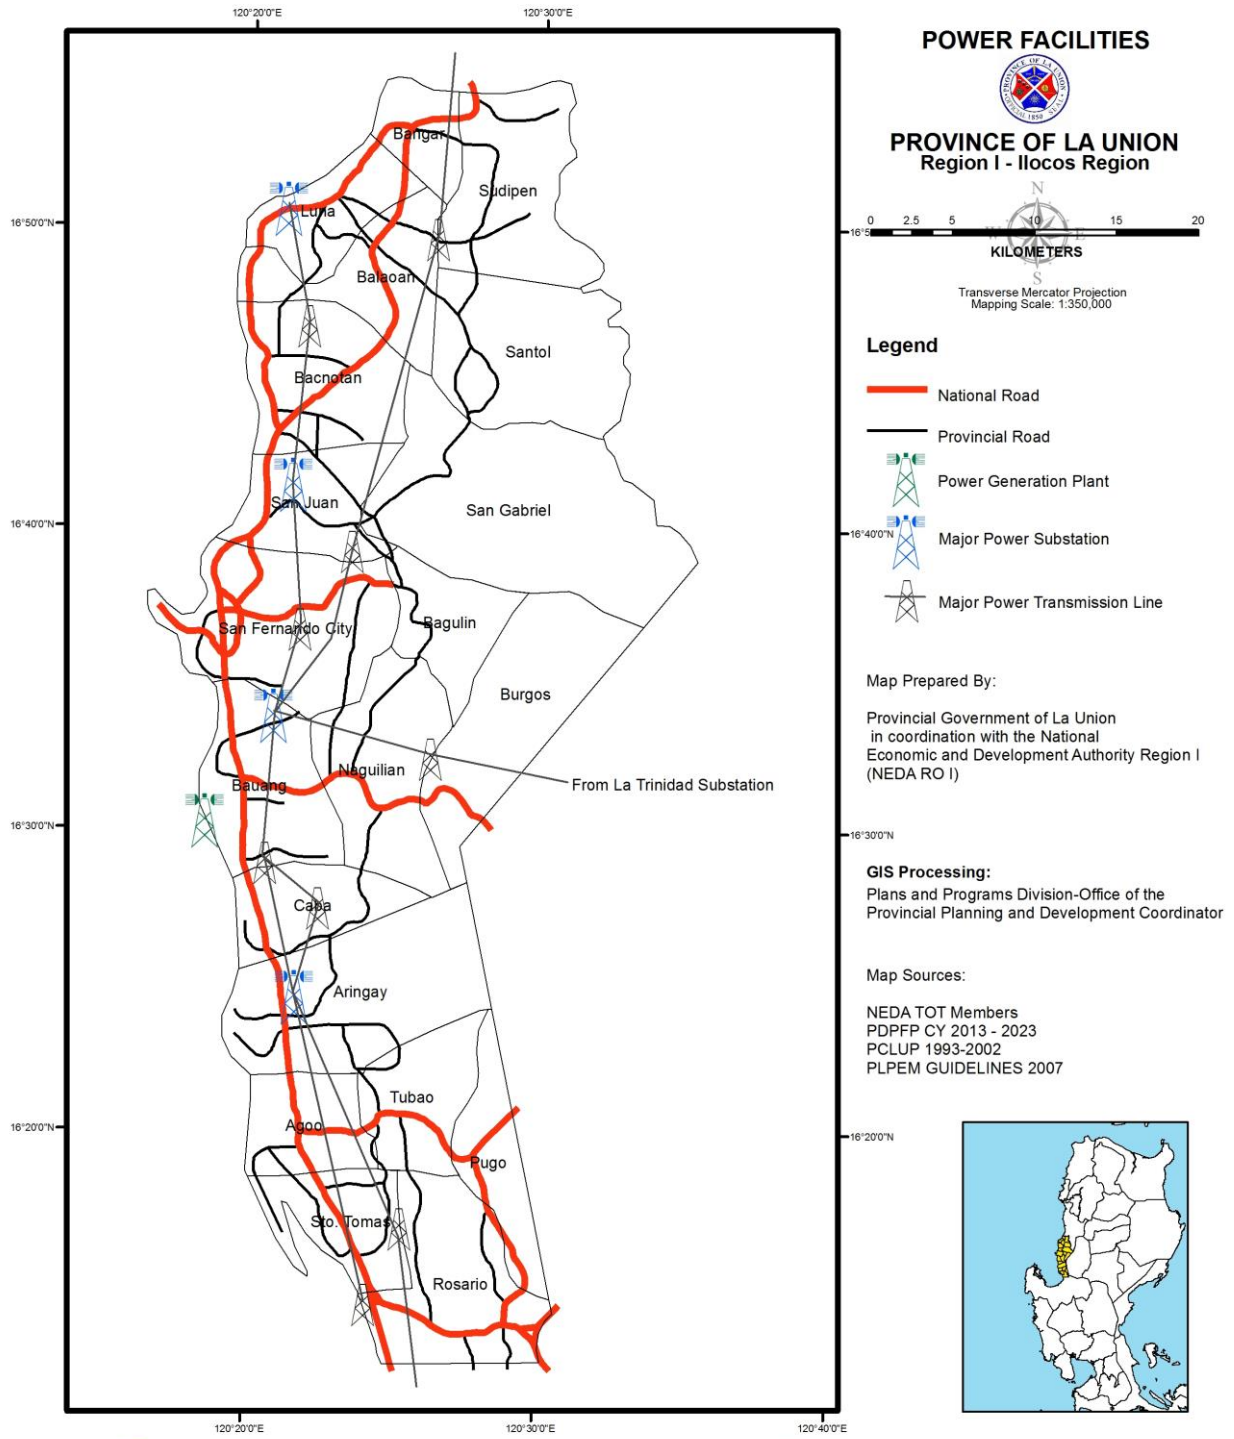 120°20'0"E
120°30'0"E
16°50'0"N
16°40'0"N
16°30'0"N
16°20'0"N
Bangar
Sudipen
Luna
Balaoan
Santol
Bacnotan
San Juan
San Gabriel
San Fernando City
Bagulin
Burgos
Naguilian
Bauang
From La Trinidad Substation
Caba
Aringay
Tubao
Agoo
Pugo
Sto. Tomas
Rosario
16°40'0"N
16°30'0"N
16°20'0"N
120°20'0"E
120°30'0"E
120°40'0"E
POWER FACILITIES
PROVINCE OF LA UNION
OFFICIAL SEAL
1850
PROVINCE OF LA UNION
Region I - Ilocos Region
N
0 2.5 5 10 15 20
W E
KILOMETERS
S
Transverse Mercator Projection
Mapping Scale: 1:350,000
Legend
National Road
Provincial Road
Power Generation Plant
Major Power Substation
Major Power Transmission Line
Map Prepared By:
Provincial Government of La Union
in coordination with the National
Economic and Development Authority Region I
(NEDA RO I)
GIS Processing:
Plans and Programs Division-Office of the
Provincial Planning and Development Coordinator
Map Sources:
NEDA TOT Members
PDPFP CY 2013 - 2023
PCLUP 1993-2002
PLPEM GUIDELINES 2007